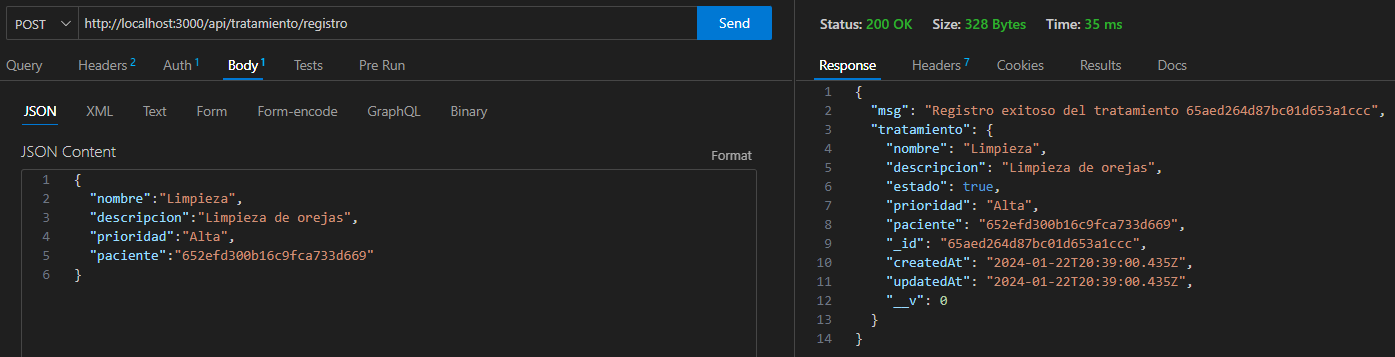 POST http://localhost:3000/api/tratamiento/registro Send
Query Headers 2 Auth 1 Body 1 Tests Pre Run
JSON XML Text Form Form-encode GraphQL Binary
JSON Content
Format
1 {
2 "nombre":"Limpieza",
3 "descripcion":"Limpieza de orejas",
4 "prioridad":"Alta",
5 "paciente":"652efd300b16c9fca733d669"
6 }
Status: 200 OK Size: 328 Bytes Time: 35 ms
Response Headers 7 Cookies Results Docs
1 {
2 "msg": "Registro exitoso del tratamiento 65aed264d87bc01d653a1ccc",
3 "tratamiento": {
4 "nombre": "Limpieza",
5 "descripcion": "Limpieza de orejas",
6 "estado": true,
7 "prioridad": "Alta",
8 "paciente": "652efd300b16c9fca733d669",
9 "_id": "65aed264d87bc01d653a1ccc",
10 "createdAt": "2024-01-22T20:39:00.435Z",
11 "updatedAt": "2024-01-22T20:39:00.435Z",
12 "__v": 0
13 }
14 }